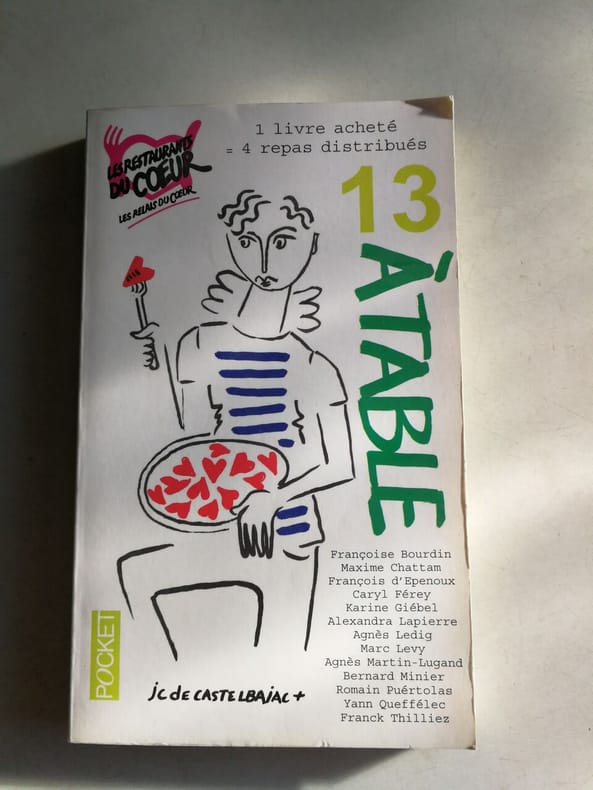 1 livre acheté
= 4 repas distribués
LES RESTAURANTS
DU CŒUR
LES RELAIS DU CŒUR
13
À TABLE
Françoise Bourdin
Maxime Chattam
François d'Epenoux
Caryl Férey
Karine Giébel
Alexandra Lapierre
Agnès Ledig
Marc Levy
Agnès Martin-Lugand
Bernard Minier
Romain Puértolas
Yann Queffélec
Franck Thilliez
POCKET
jc de CASTELBAJAC +